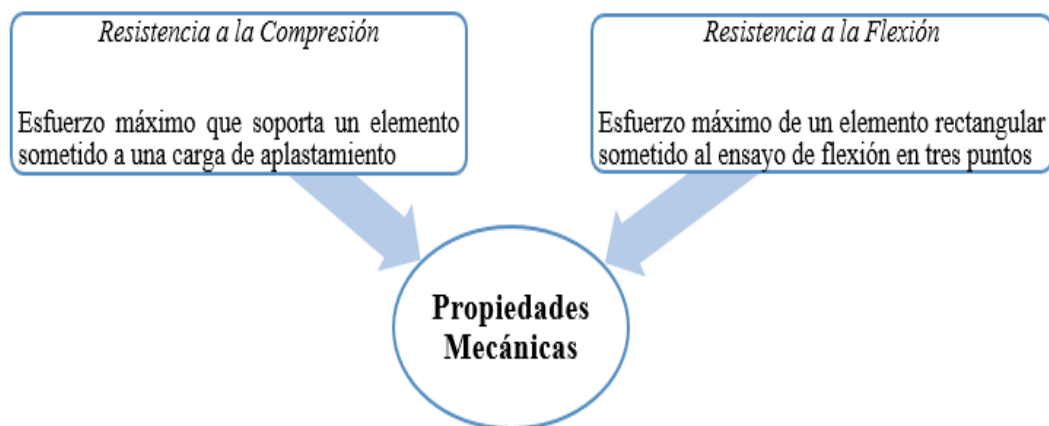 Resistencia a la Compresión
Esfuerzo máximo que soporta un elemento
sometido a una carga de aplastamiento
Resistencia a la Flexión
Esfuerzo máximo de un elemento rectangular
sometido al ensayo de flexión en tres puntos
Propiedades
Mecánicas